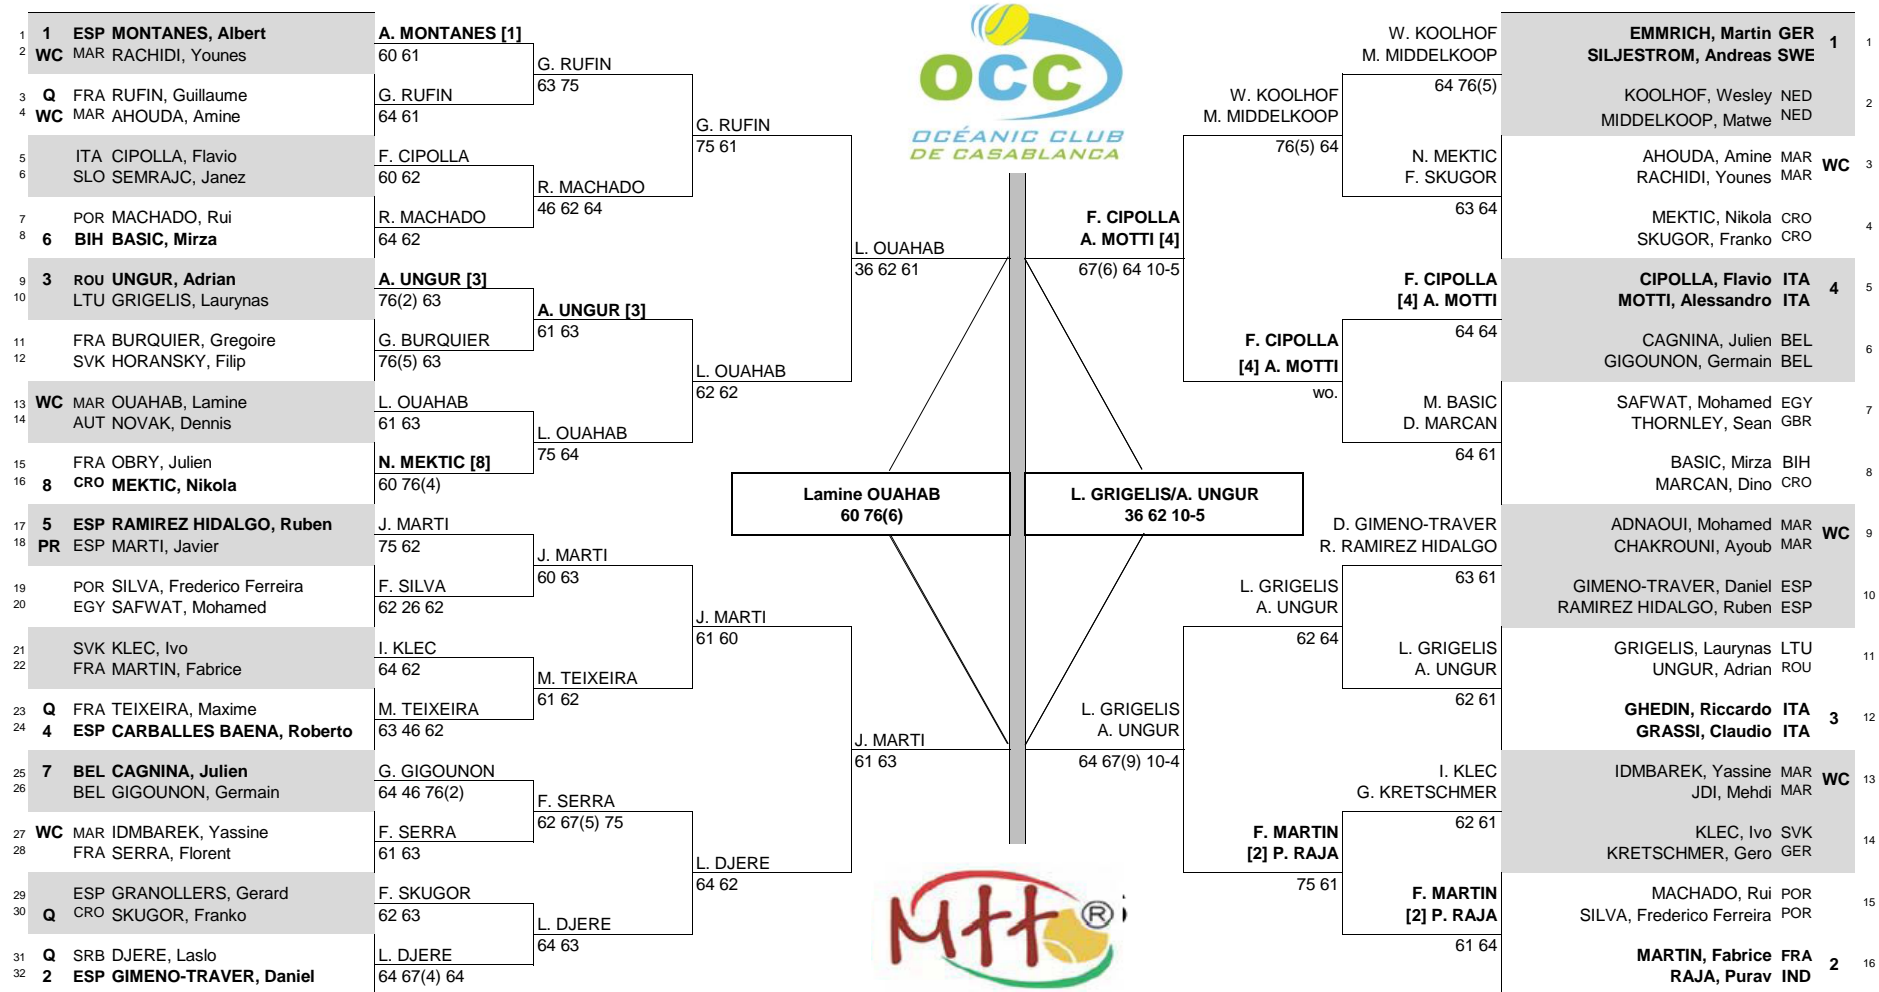 1 1 ESP MONTANES, Albert
2 WC MAR RACHIDI, Younes
3 Q FRA RUFIN, Guillaume
4 WC MAR AHOUDA, Amine
5 ITA CIPOLLA, Flavio
6 SLO SEMRAJC, Janez
7 POR MACHADO, Rui
8 6 BIH BASIC, Mirza
9 3 ROU UNGUR, Adrian
10 LTU GRIGELIS, Laurynas
11 FRA BURQUIER, Gregoire
12 SVK HORANSKY, Filip
13 WC MAR OUAHAB, Lamine
14 AUT NOVAK, Dennis
15 FRA OBRY, Julien
16 8 CRO MEKTIC, Nikola
17 5 ESP RAMIREZ HIDALGO, Ruben
18 PR ESP MARTI, Javier
19 POR SILVA, Frederico Ferreira
20 EGY SAFWAT, Mohamed
21 SVK KLEC, Ivo
22 FRA MARTIN, Fabrice
23 Q FRA TEIXEIRA, Maxime
24 4 ESP CARBALLES BAENA, Roberto
25 7 BEL CAGNINA, Julien
26 BEL GIGOUNON, Germain
27 WC MAR IDMBAREK, Yassine
28 FRA SERRA, Florent
29 ESP GRANOLLERS, Gerard
30 Q CRO SKUGOR, Franko
31 Q SRB DJERE, Laslo
32 2 ESP GIMENO-TRAVER, Daniel
A. MONTANES [1]
60 61
G. RUFIN
64 61
F. CIPOLLA
60 62
R. MACHADO
64 62
A. UNGUR [3]
76(2) 63
G. BURQUIER
76(5) 63
L. OUAHAB
61 63
N. MEKTIC [8]
60 76(4)
J. MARTI
75 62
F. SILVA
62 26 62
I. KLEC
64 62
M. TEIXEIRA
63 46 62
G. GIGOUNON
64 46 76(2)
F. SERRA
61 63
F. SKUGOR
62 63
L. DJERE
64 67(4) 64
G. RUFIN
63 75
R. MACHADO
46 62 64
A. UNGUR [3]
61 63
L. OUAHAB
75 64
J. MARTI
60 63
M. TEIXEIRA
61 62
F. SERRA
62 67(5) 75
L. DJERE
64 63
G. RUFIN
75 61
L. OUAHAB
62 62
J. MARTI
61 60
L. DJERE
64 62
L. OUAHAB
36 62 61
J. MARTI
61 63
Lamine OUAHAB
60 76(6)
OCC
OCÉANIC CLUB
DE CASABLANCA
Mtto ®
L. GRIGELIS/A. UNGUR
36 62 10-5
F. CIPOLLA
A. MOTTI [4]
67(6) 64 10-5
L. GRIGELIS
A. UNGUR
64 67(9) 10-4
W. KOOLHOF
M. MIDDELKOOP
76(5) 64
F. CIPOLLA
[4] A. MOTTI
wo.
L. GRIGELIS
A. UNGUR
62 64
F. MARTIN
[2] P. RAJA
75 61
W. KOOLHOF
M. MIDDELKOOP
64 76(5)
N. MEKTIC
F. SKUGOR
63 64
F. CIPOLLA
[4] A. MOTTI
64 64
M. BASIC
D. MARCAN
64 61
D. GIMENO-TRAVER
R. RAMIREZ HIDALGO
63 61
L. GRIGELIS
A. UNGUR
62 61
I. KLEC
G. KRETSCHMER
62 61
F. MARTIN
[2] P. RAJA
61 64
EMMRICH, Martin GER
SILJESTROM, Andreas SWE
1 1
KOOLHOF, Wesley NED
MIDDELKOOP, Matwe NED
2
AHOUDA, Amine MAR
RACHIDI, Younes MAR
WC 3
MEKTIC, Nikola CRO
SKUGOR, Franko CRO
4
CIPOLLA, Flavio ITA
MOTTI, Alessandro ITA
4 5
CAGNINA, Julien BEL
GIGOUNON, Germain BEL
6
SAFWAT, Mohamed EGY
THORNLEY, Sean GBR
7
BASIC, Mirza BIH
MARCAN, Dino CRO
8
ADNAOUI, Mohamed MAR
CHAKROUNI, Ayoub MAR
WC 9
GIMENO-TRAVER, Daniel ESP
RAMIREZ HIDALGO, Ruben ESP
10
GRIGELIS, Laurynas LTU
UNGUR, Adrian ROU
11
GHEDIN, Riccardo ITA
GRASSI, Claudio ITA
3 12
IDMBAREK, Yassine MAR
JDI, Mehdi MAR
WC 13
KLEC, Ivo SVK
KRETSCHMER, Gero GER
14
MACHADO, Rui POR
SILVA, Frederico Ferreira POR
15
MARTIN, Fabrice FRA
RAJA, Purav IND
2 16